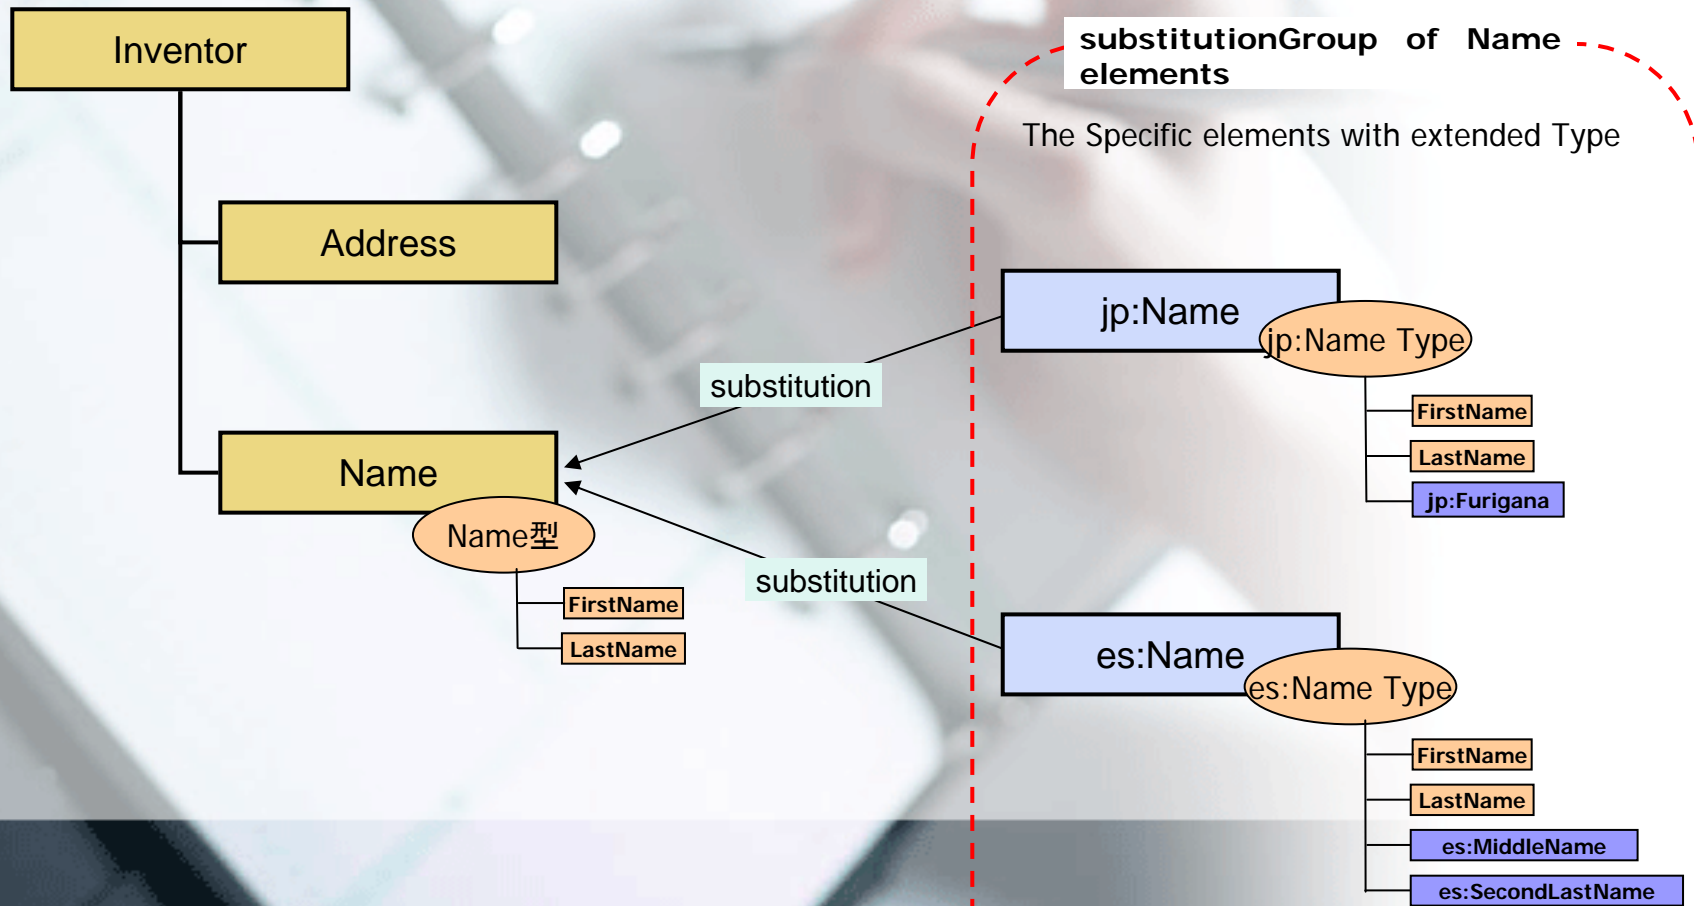 Inventor
substitutionGroup of Name
elements
The Specific elements with extended Type
Address
jp:Name
jp:Name Type
substitution
FirstName
LastName
jp:Furigana
Name
Name型
substitution
FirstName
LastName
es:Name
es:Name Type
FirstName
LastName
es:MiddleName
es:SecondLastName